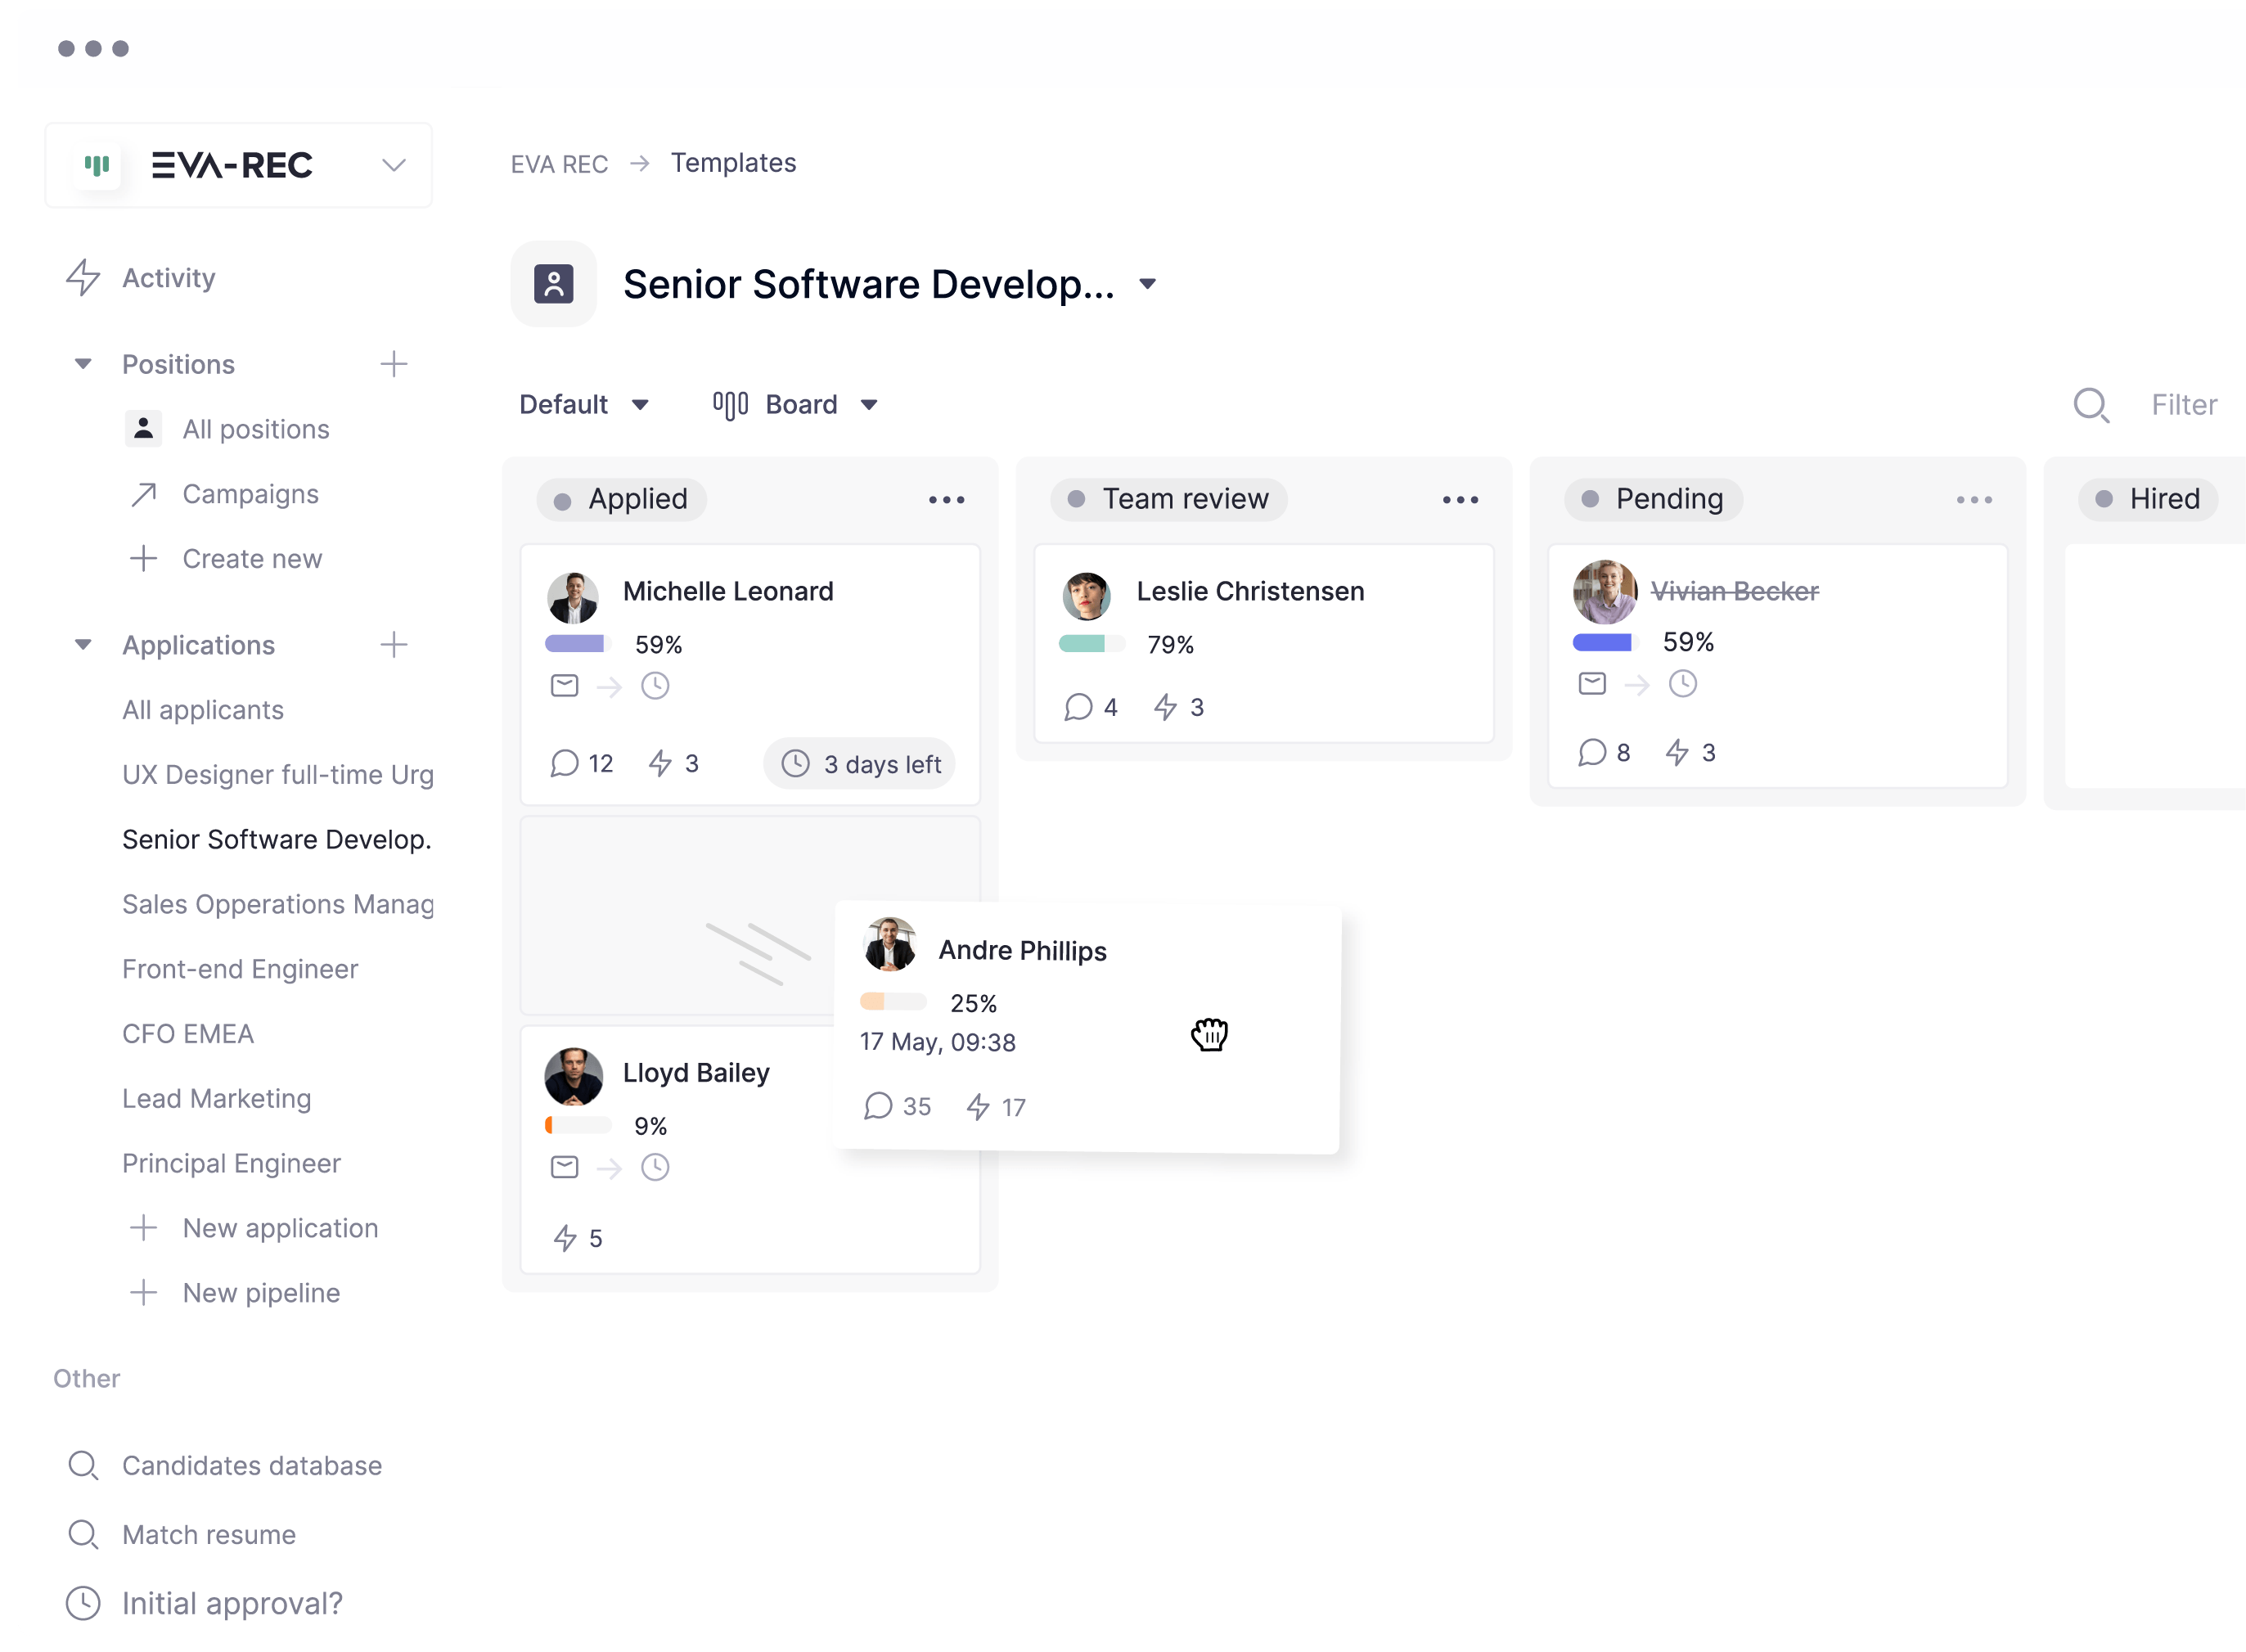 EVA-REC
EVA REC → Templates
Activity
Senior Software Develop...
Positions
All positions
Campaigns
Create new
Applications
All applicants
UX Designer full-time Urg
Senior Software Develop.
Sales Opperations Manag
Front-end Engineer
CFO EMEA
Lead Marketing
Principal Engineer
New application
New pipeline
Other
Candidates database
Match resume
Initial approval?
Default
Board
Filter
Applied
Michelle Leonard
59%
12 3 3 days left
Andre Phillips
25%
17 May, 09:38
35 17
Lloyd Bailey
9%
5
Team review
Leslie Christensen
79%
4 3
Pending
Vivian Becker
59%
8 3
Hired